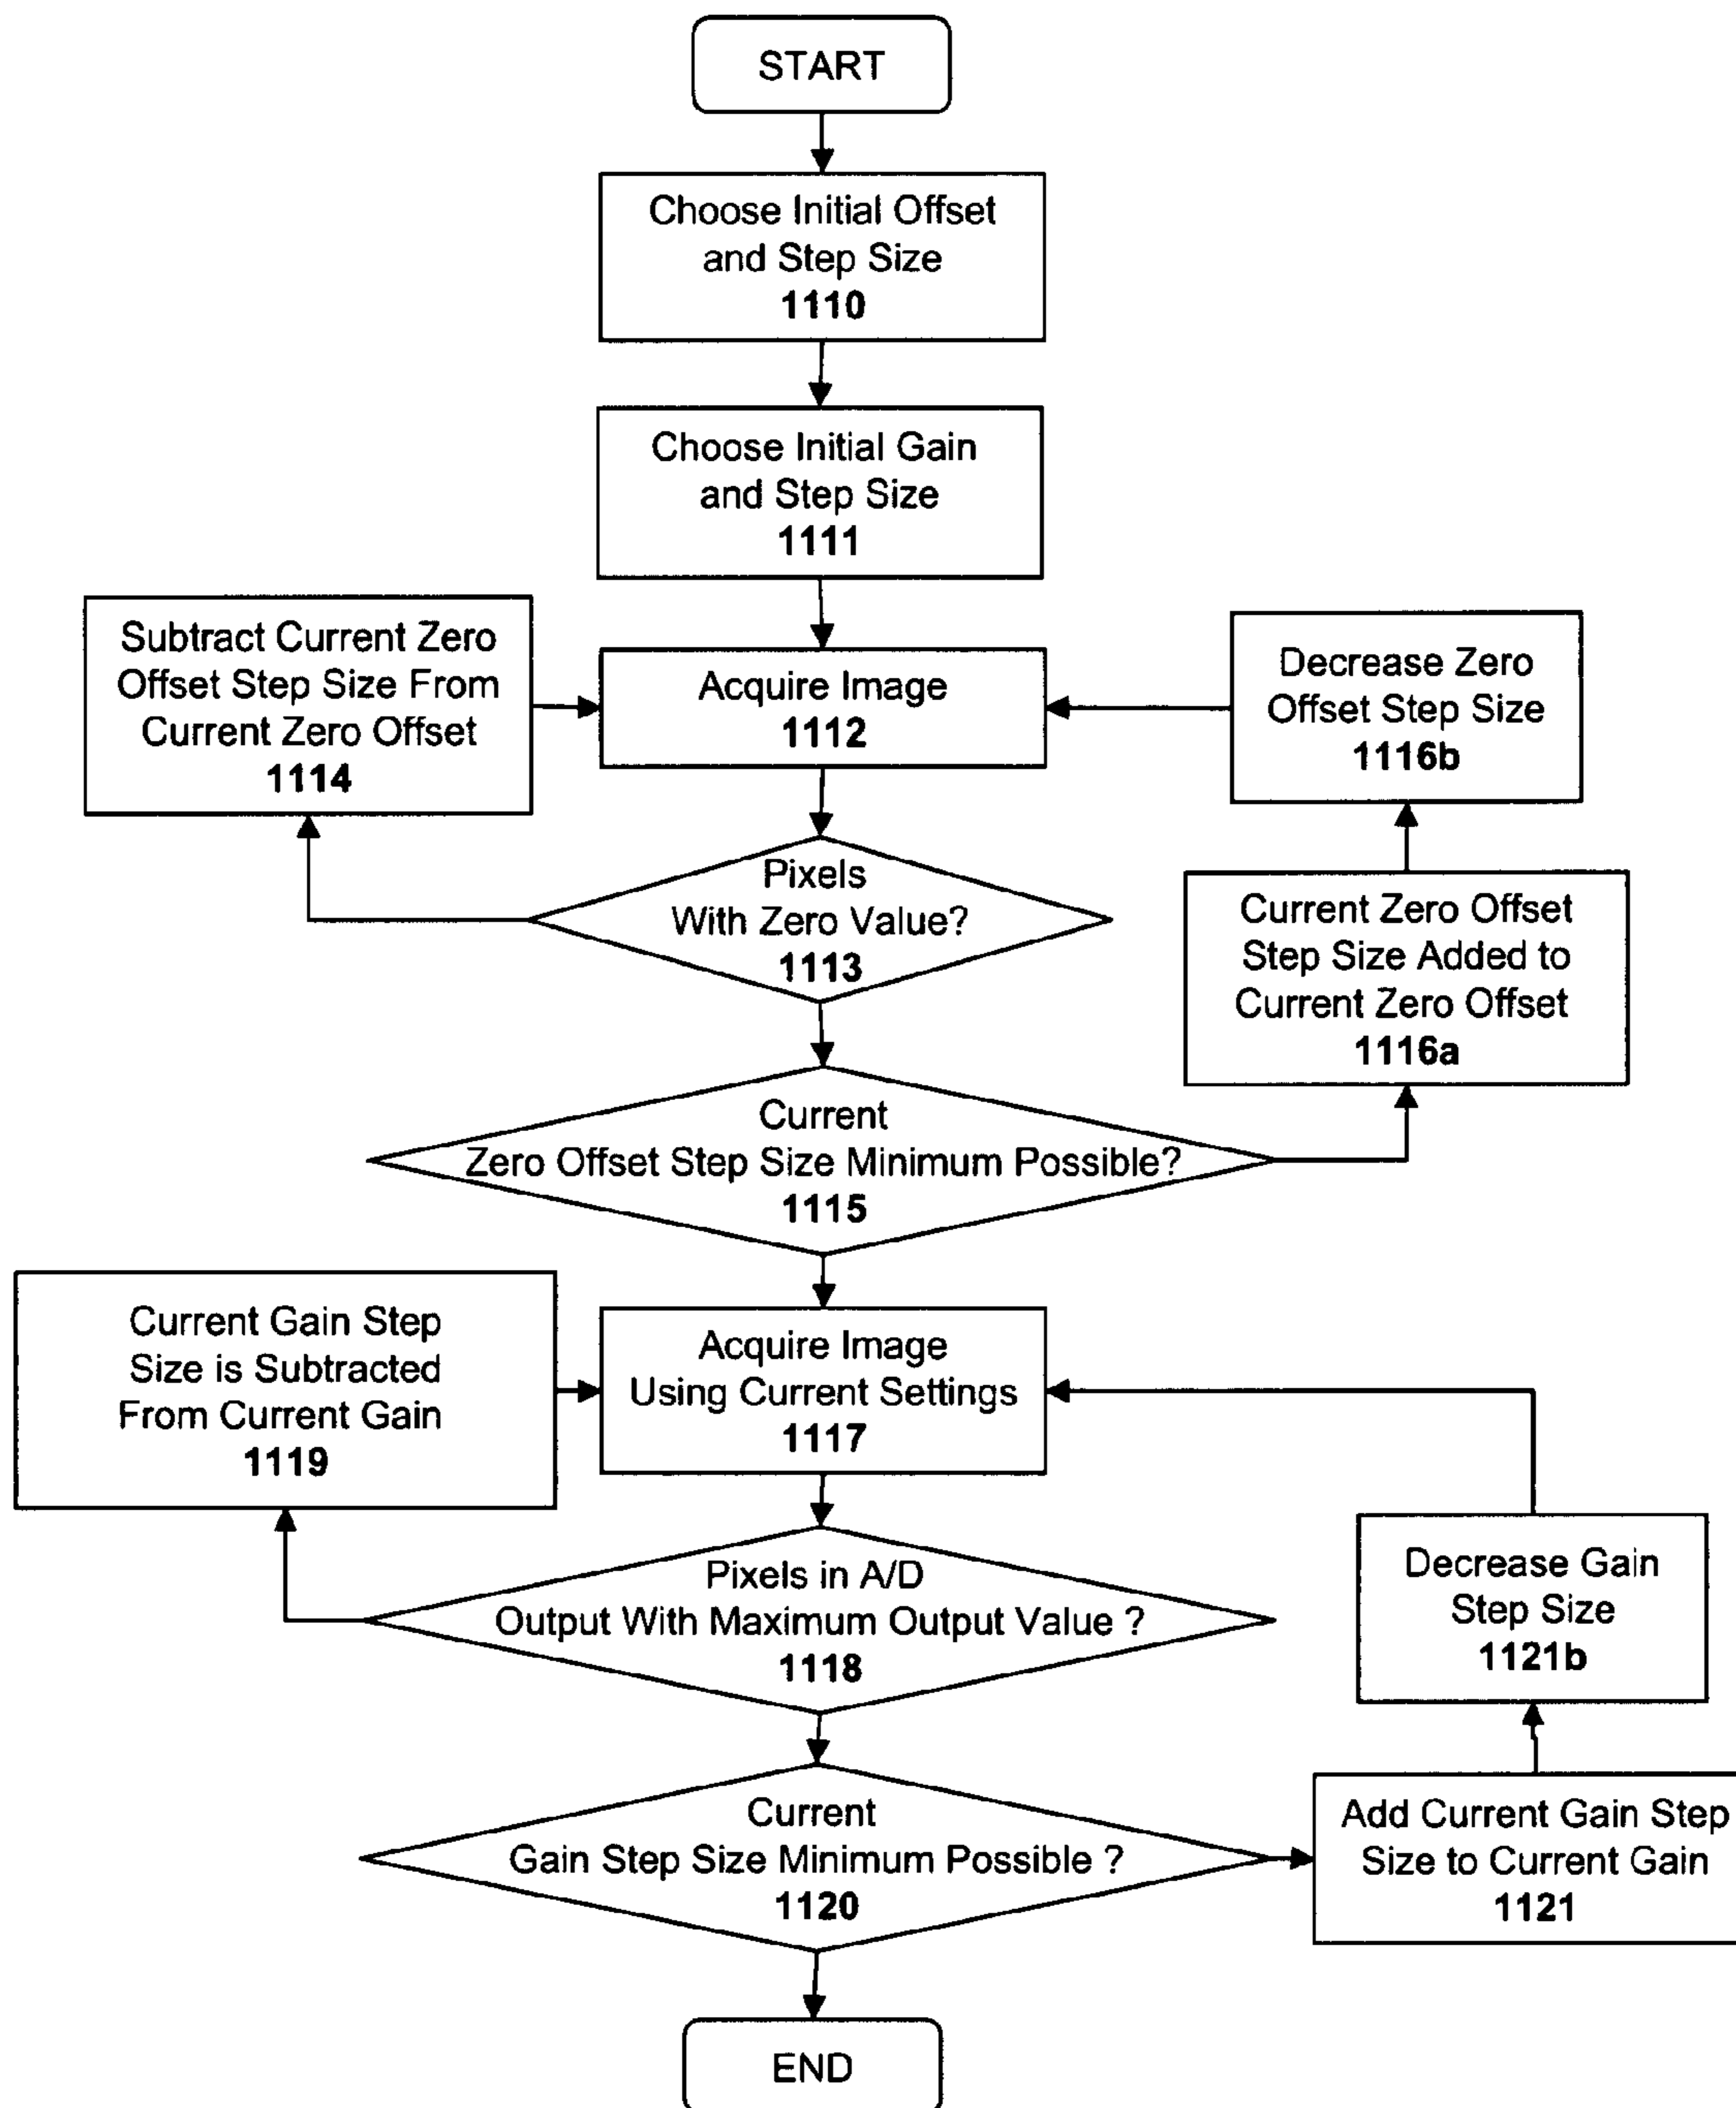 START
Choose Initial Offset
and Step Size
1110
Choose Initial Gain
and Step Size
1111
Subtract Current Zero
Offset Step Size From
Current Zero Offset
1114
Acquire Image
1112
Decrease Zero
Offset Step Size
1116b
Pixels
With Zero Value?
1113
Current Zero Offset
Step Size Added to
Current Zero Offset
1116a
Current
Zero Offset Step Size Minimum Possible?
1115
Current Gain Step
Size is Subtracted
From Current Gain
1119
Acquire Image
Using Current Settings
1117
Pixels in A/D
Output With Maximum Output Value ?
1118
Decrease Gain
Step Size
1121b
Current
Gain Step Size Minimum Possible ?
1120
Add Current Gain Step
Size to Current Gain
1121
END